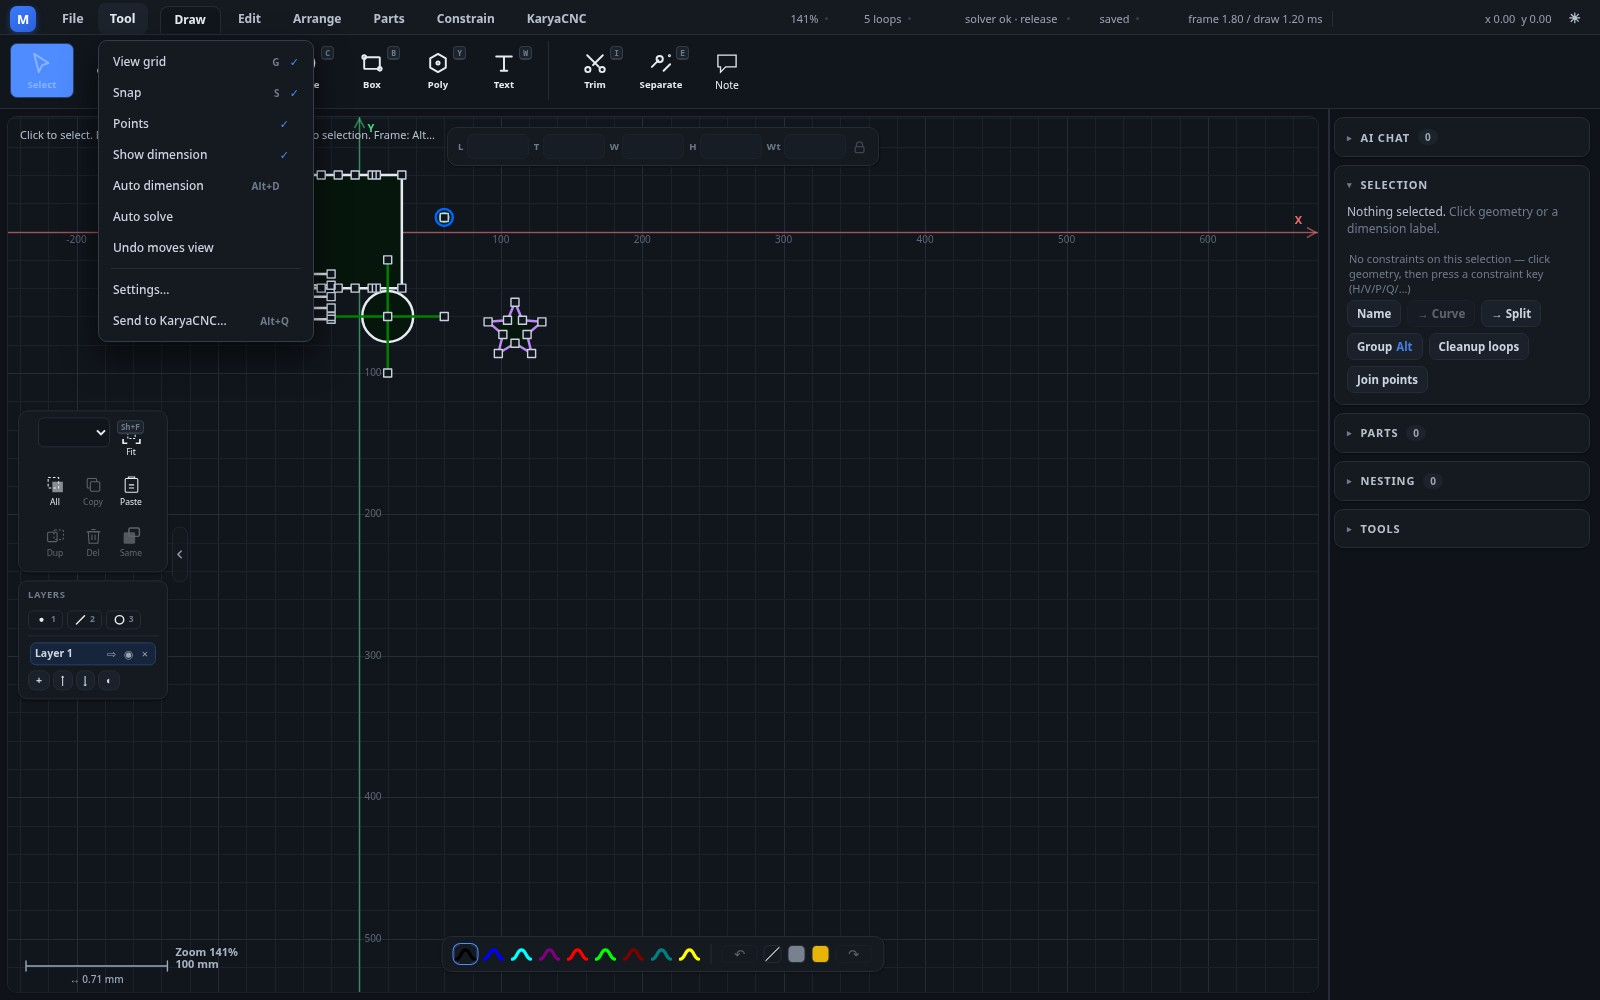 M File Tool Draw Edit Arrange Parts Constrain KaryaCNC 141% 5 loops solver ok · release saved frame 1.80 / draw 1.20 ms x 0.00 y 0.00
Select
C
e
Box B
Poly Y
Text W
Trim I
Separate E
Note
View grid G ✓
Snap S ✓
Points ✓
Show dimension ✓
Auto dimension Alt+D
Auto solve
Undo moves view
Settings...
Send to KaryaCNC... Alt+Q
Click to select.
o selection. Frame: Alt...
L T W H Wt
Y
X
-200 100 200 300 400 500 600
100
200
300
400
500
Sh+F
Fit
All Copy Paste
Dup Del Same
LAYERS
1 2 3
Layer 1 ⇨ ◉ ×
+
Zoom 141%
100 mm
↔ 0.71 mm
AI CHAT 0
SELECTION
Nothing selected. Click geometry or a
dimension label.
No constraints on this selection — click
geometry, then press a constraint key
(H/V/P/Q/...)
Name → Curve → Split
Group Alt Cleanup loops
Join points
PARTS 0
NESTING 0
TOOLS